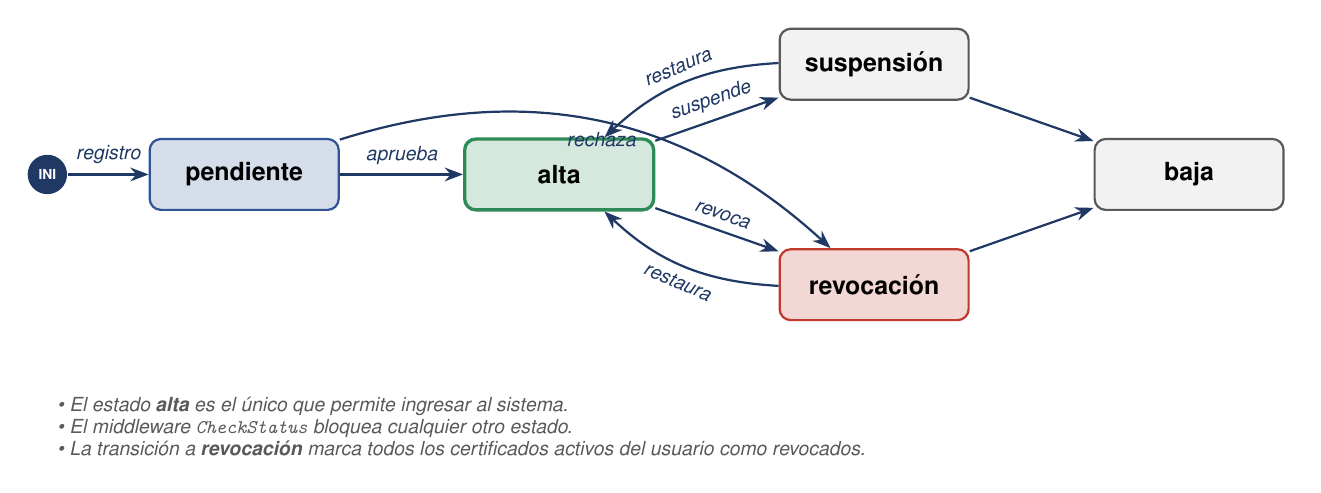 restaura
suspensión
suspende
registro
INI
pendiente
aprueba
rechaza
alta
baja
revoca
restaura
revocación
• El estado alta es el único que permite ingresar al sistema.
• El middleware CheckStatus bloquea cualquier otro estado.
• La transición a revocación marca todos los certificados activos del usuario como revocados.